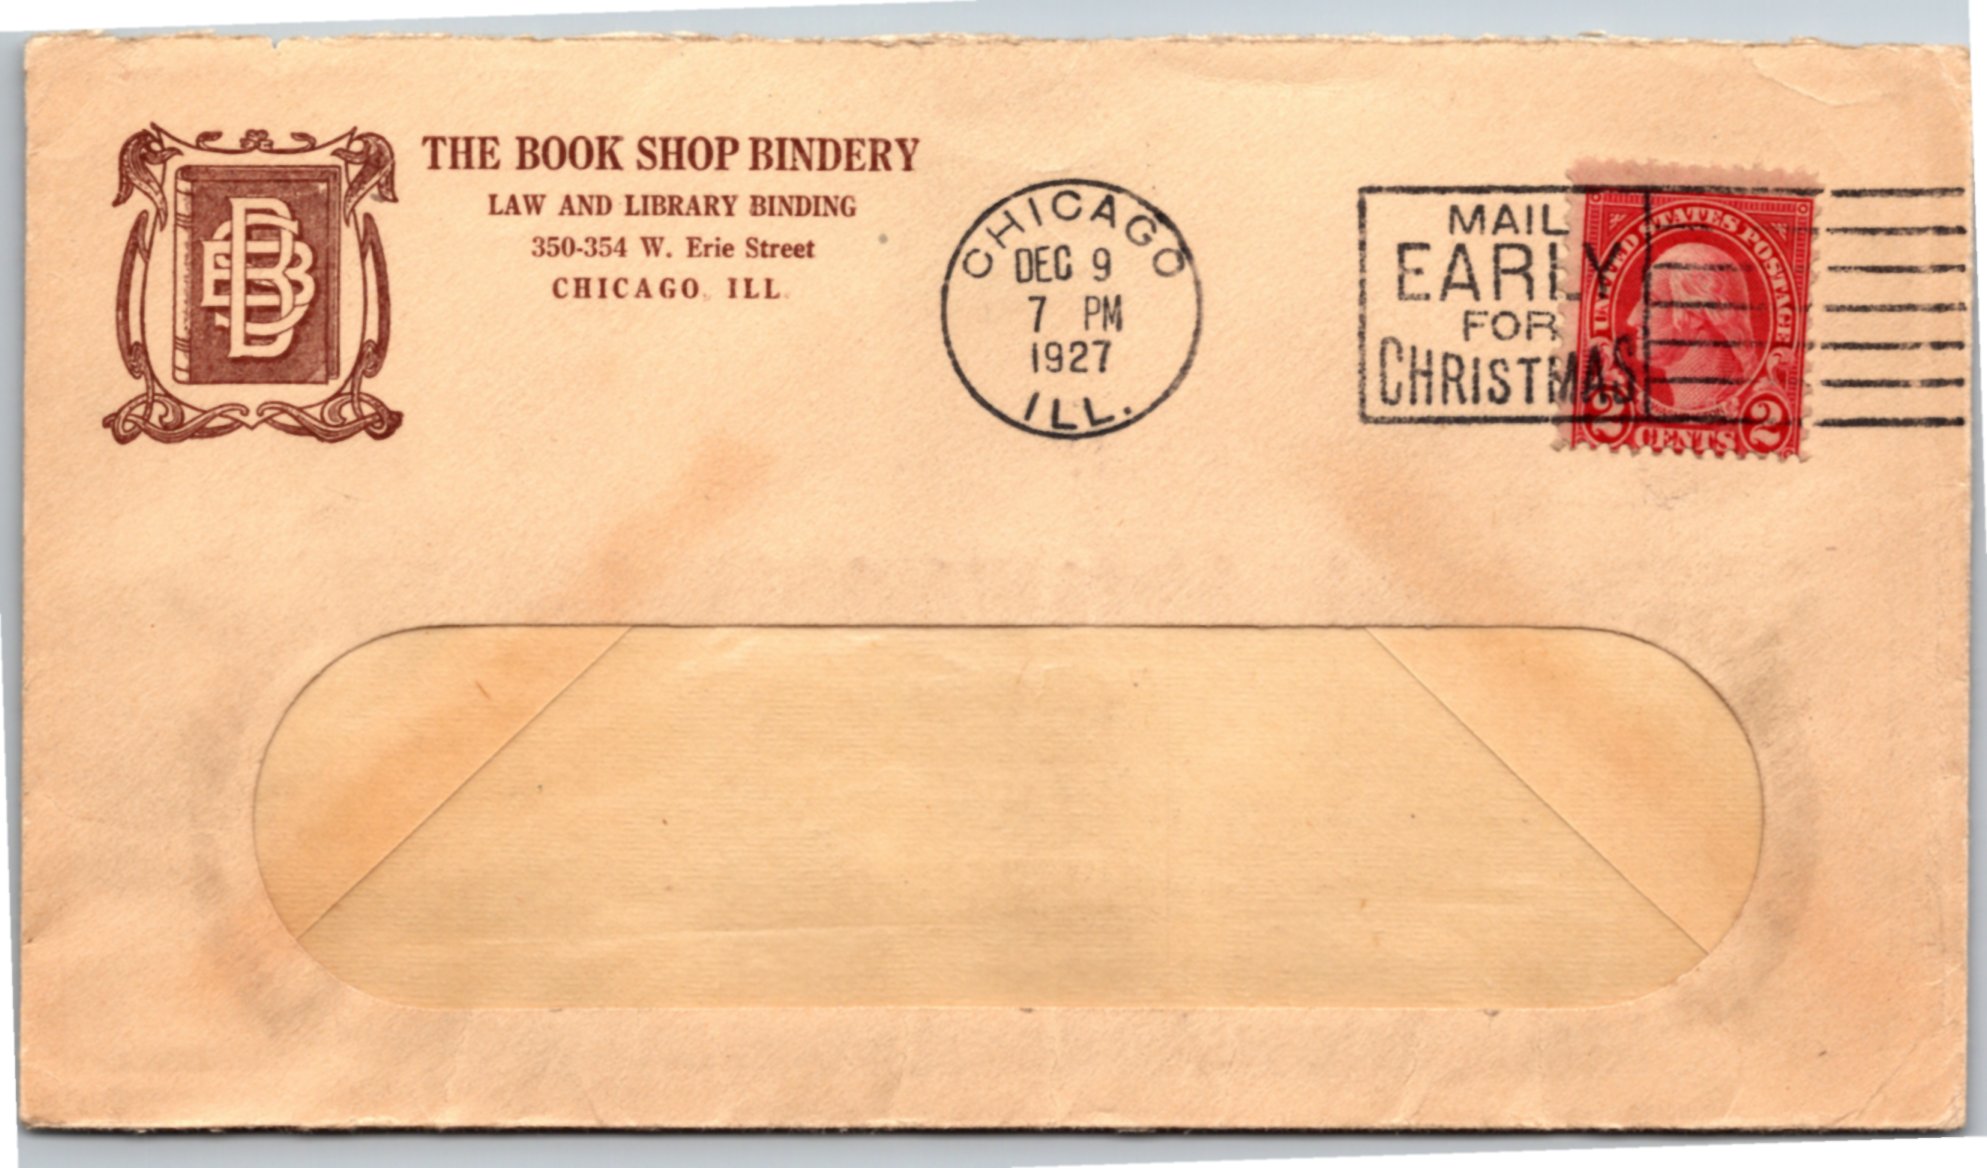 BSB
THE BOOK SHOP BINDERY
LAW AND LIBRARY BINDING
350-354 W. Erie Street
CHICAGO, ILL.
CHICAGO
DEC 9
7 PM
1927
ILL.
MAIL
EARLY
FOR
CHRISTMAS
UNITED STATES POSTAGE
2 CENTS 2